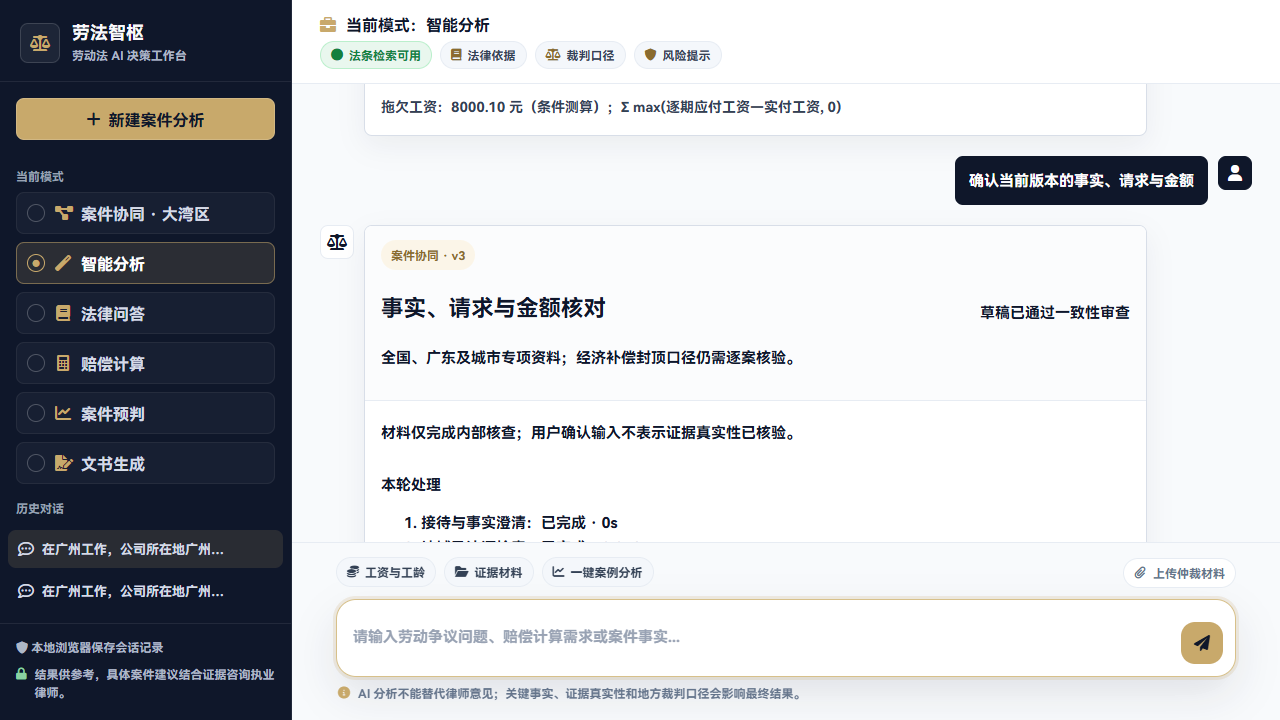 劳法智枢
劳动法 AI 决策工作台
新建案件分析
当前模式
案件协同 · 大湾区
智能分析
法律问答
赔偿计算
案件预判
文书生成
历史对话
在广州工作，公司所在地广州...
在广州工作，公司所在地广州...
本地浏览器保存会话记录
结果供参考，具体案件建议结合证据咨询执业
律师。
当前模式：智能分析
法条检索可用
法律依据
裁判口径
风险提示
拖欠工资：8000.10 元（条件测算）；Σ max(逐期应付工资−实付工资, 0)
确认当前版本的事实、请求与金额
案件协同 · v3
事实、请求与金额核对
草稿已通过一致性审查
全国、广东及城市专项资料；经济补偿封顶口径仍需逐案核验。
材料仅完成内部核查；用户确认输入不表示证据真实性已核验。
本轮处理
1. 接待与事实澄清：已完成 · 0s
工资与工龄
证据材料
一键案例分析
上传仲裁材料
请输入劳动争议问题、赔偿计算需求或案件事实...
AI 分析不能替代律师意见；关键事实、证据真实性和地方裁判口径会影响最终结果。